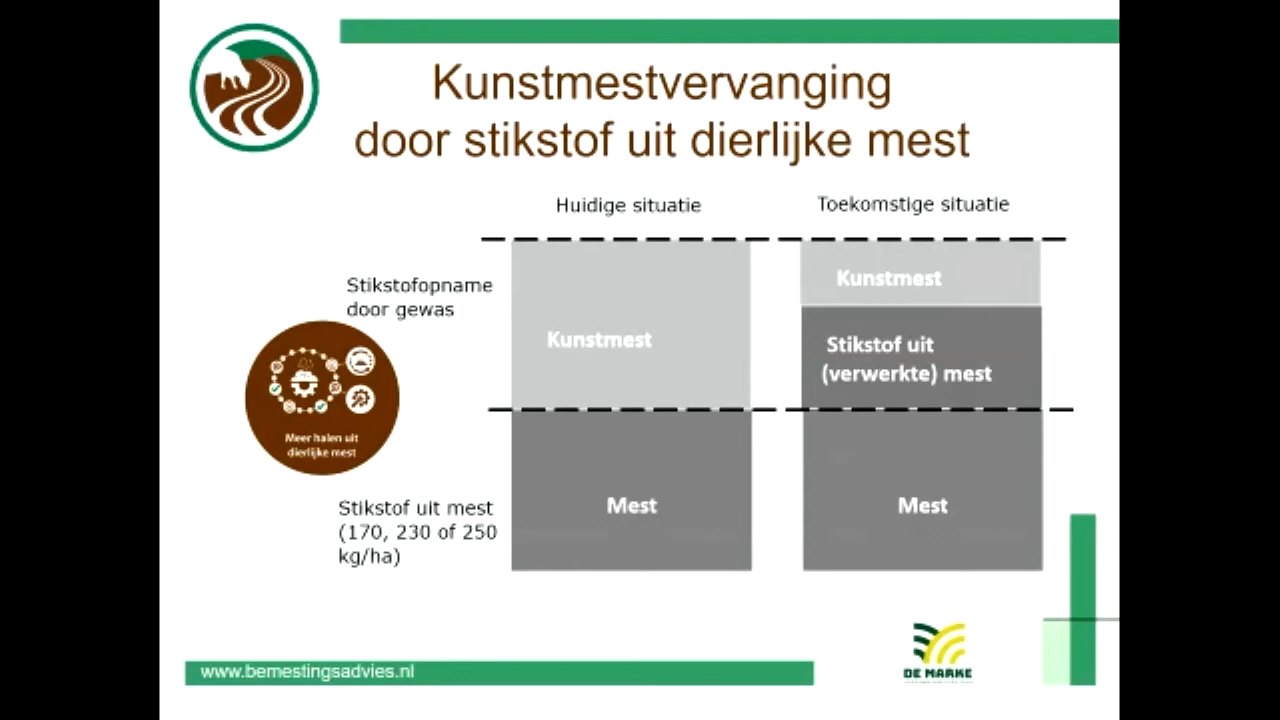 Kunstmestvervanging
door stikstof uit dierlijke mest
Huidige situatie
Toekomstige situatie
Stikstofopname
door gewas
Kunstmest
Kunstmest
Stikstof uit
(verwerkte) mest
Meer halen uit
dierlijke mest
Stikstof uit mest
(170, 230 of 250
kg/ha)
Mest
Mest
www.bemestingsadvies.nl
DE MARKE